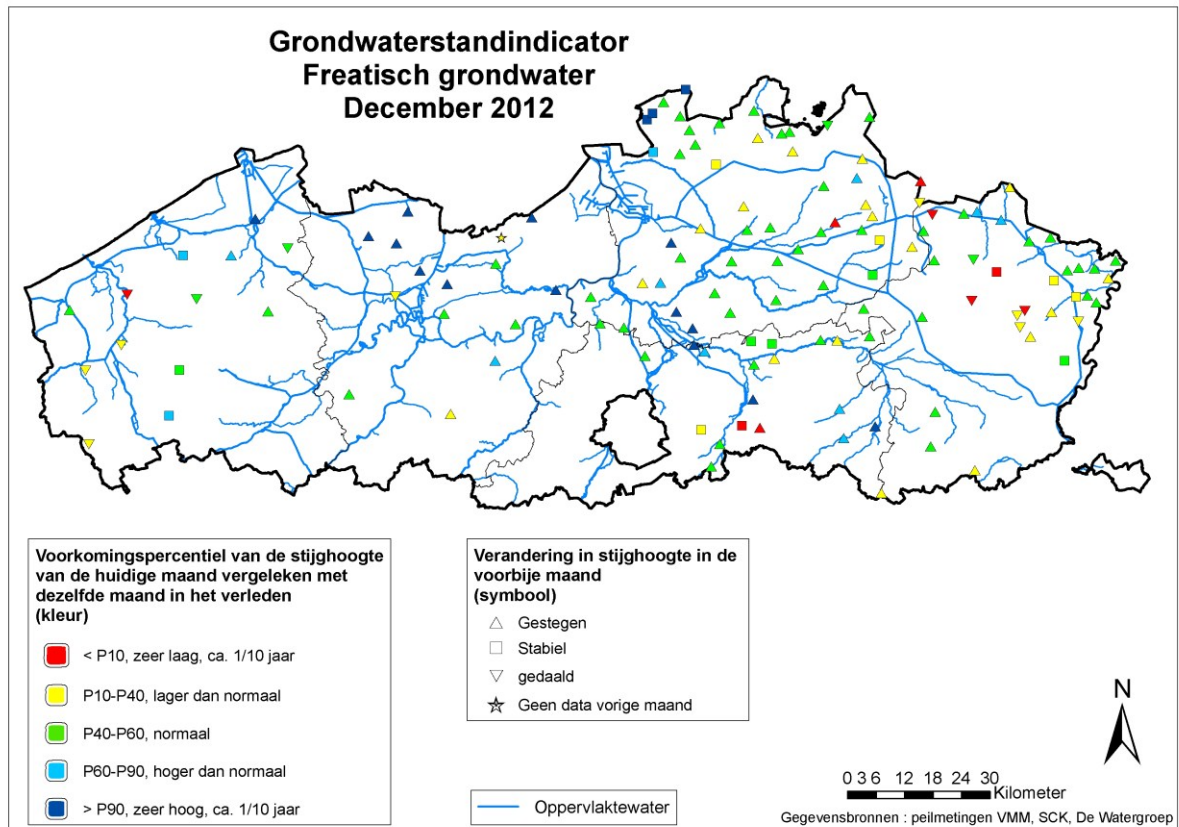 Grondwaterstandindicator
Freatisch grondwater
December 2012
Voorkomingspercentiel van de stijghoogte
van de huidige maand vergeleken met
dezelfde maand in het verleden
(kleur)
< P10, zeer laag, ca. 1/10 jaar
P10-P40, lager dan normaal
P40-P60, normaal
P60-P90, hoger dan normaal
> P90, zeer hoog, ca. 1/10 jaar
Verandering in stijghoogte in de
voorbije maand
(symbool)
Gestegen
Stabiel
gedaald
Geen data vorige maand
Oppervlaktewater
N
0 3 6 12 18 24 30
Kilometer
Gegevensbronnen : peilmetingen VMM, SCK, De Watergroep